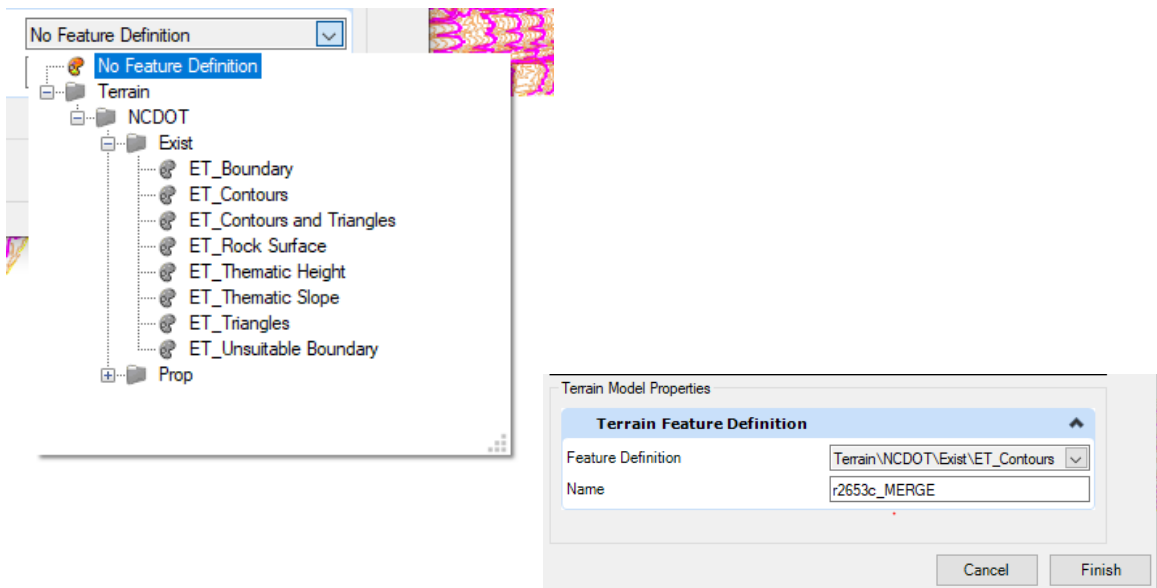 No Feature Definition
No Feature Definition
Terrain
NCDOT
Exist
ET_Boundary
ET_Contours
ET_Contours and Triangles
ET_Rock Surface
ET_Thematic Height
ET_Thematic Slope
ET_Triangles
ET_Unsuitable Boundary
Prop
Terrain Model Properties
Terrain Feature Definition
Feature Definition Terrain\NCDOT\Exist\ET_Contours
Name r2653c_MERGE
Cancel Finish